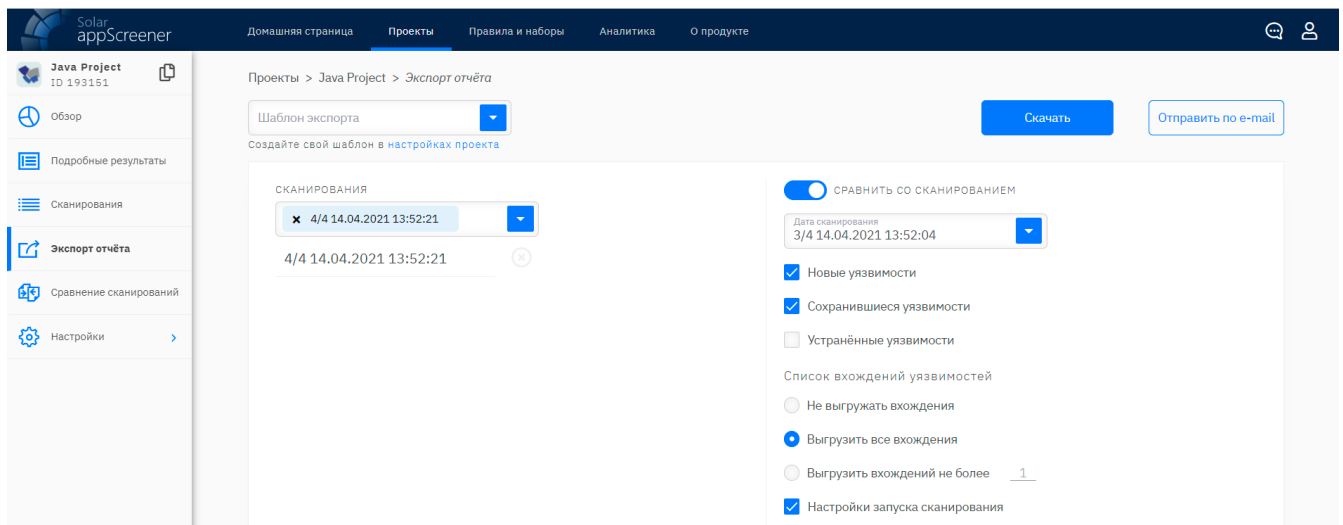 Solar
appScreener
Домашняя страница
Проекты
Правила и наборы
Аналитика
О продукте
Java Project
ID 193151
Обзор
Подробные результаты
Сканирования
Экспорт отчёта
Сравнение сканирований
Настройки
Проекты > Java Project > Экспорт отчёта
Шаблон экспорта
Скачать
Отправить по e-mail
Создайте свой шаблон в настройках проекта
СКАНИРОВАНИЯ
× 4/4 14.04.2021 13:52:21
4/4 14.04.2021 13:52:21
СРАВНИТЬ СО СКАНИРОВАНИЕМ
Дата сканирования
3/4 14.04.2021 13:52:04
Новые уязвимости
Сохранившиеся уязвимости
Устранённые уязвимости
Список вхождений уязвимостей
Не выгружать вхождения
Выгрузить все вхождения
Выгрузить вхождений не более 1
Настройки запуска сканирования